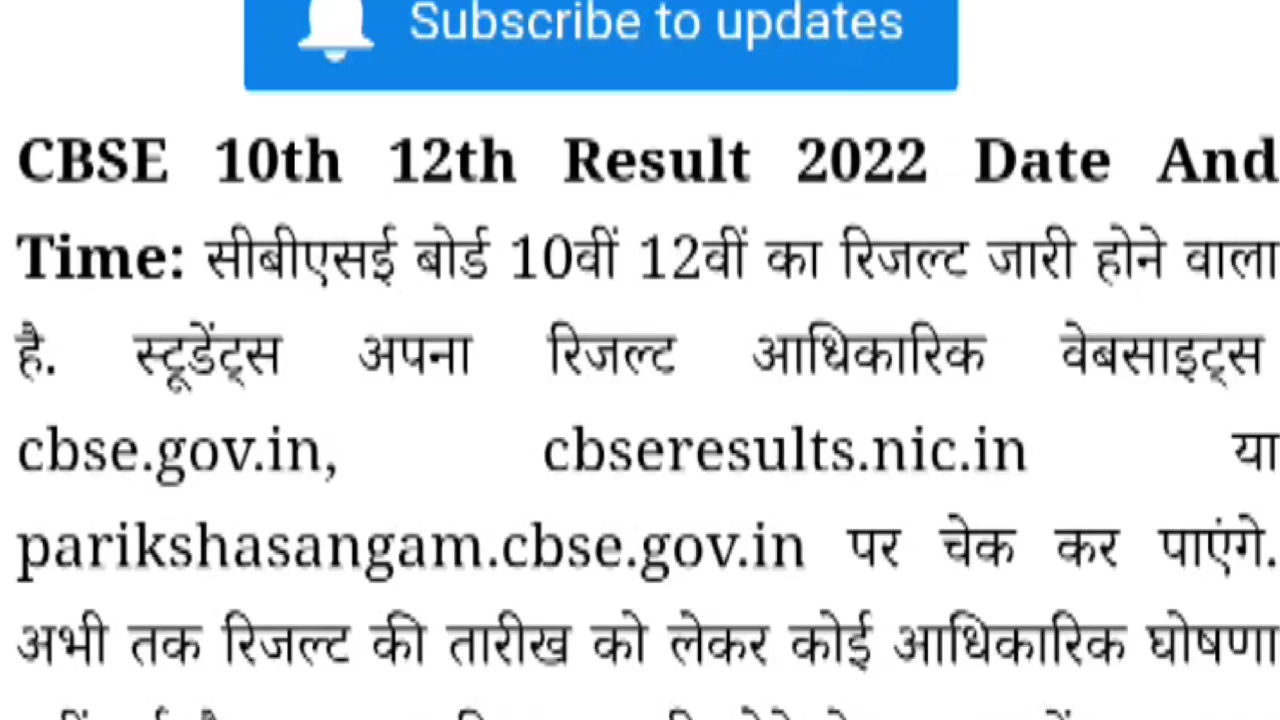 Subscribe to updates
CBSE 10th 12th Result 2022 Date And
Time: सीबीएसई बोर्ड 10वीं 12वीं का रिजल्ट जारी होने वाला
है. स्टूडेंट्स अपना रिजल्ट आधिकारिक वेबसाइट्स
cbse.gov.in, cbseresults.nic.in या
parikshasangam.cbse.gov.in पर चेक कर पाएंगे.
अभी तक रिजल्ट की तारीख को लेकर कोई आधिकारिक घोषणा